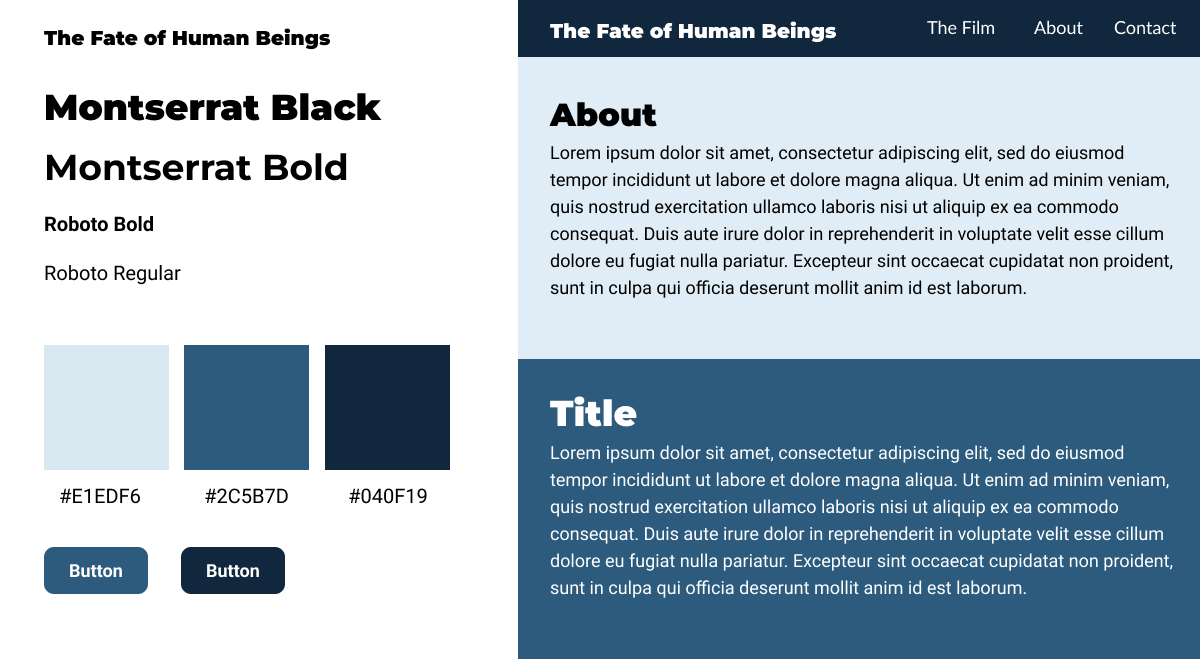 The Fate of Human Beings
Montserrat Black
Montserrat Bold
Roboto Bold
Roboto Regular
#E1EDF6 #2C5B7D #040F19
Button Button
The Fate of Human Beings The Film About Contact
About
Lorem ipsum dolor sit amet, consectetur adipiscing elit, sed do eiusmod
tempor incididunt ut labore et dolore magna aliqua. Ut enim ad minim veniam,
quis nostrud exercitation ullamco laboris nisi ut aliquip ex ea commodo
consequat. Duis aute irure dolor in reprehenderit in voluptate velit esse cillum
dolore eu fugiat nulla pariatur. Excepteur sint occaecat cupidatat non proident,
sunt in culpa qui officia deserunt mollit anim id est laborum.
Title
Lorem ipsum dolor sit amet, consectetur adipiscing elit, sed do eiusmod
tempor incididunt ut labore et dolore magna aliqua. Ut enim ad minim veniam,
quis nostrud exercitation ullamco laboris nisi ut aliquip ex ea commodo
consequat. Duis aute irure dolor in reprehenderit in voluptate velit esse cillum
dolore eu fugiat nulla pariatur. Excepteur sint occaecat cupidatat non proident,
sunt in culpa qui officia deserunt mollit anim id est laborum.